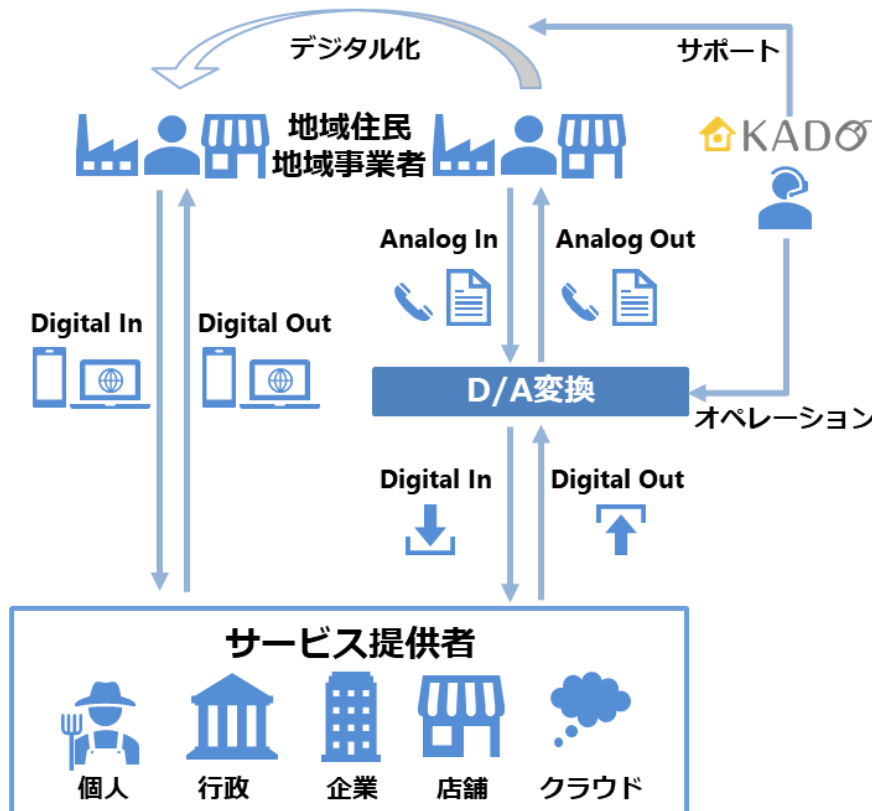 デジタル化
サポート
地域住民
地域事業者
KADO
Analog In
Analog Out
Digital In
Digital Out
D/A変換
オペレーション
Digital In
Digital Out
サービス提供者
個人
行政
企業
店舗
クラウド